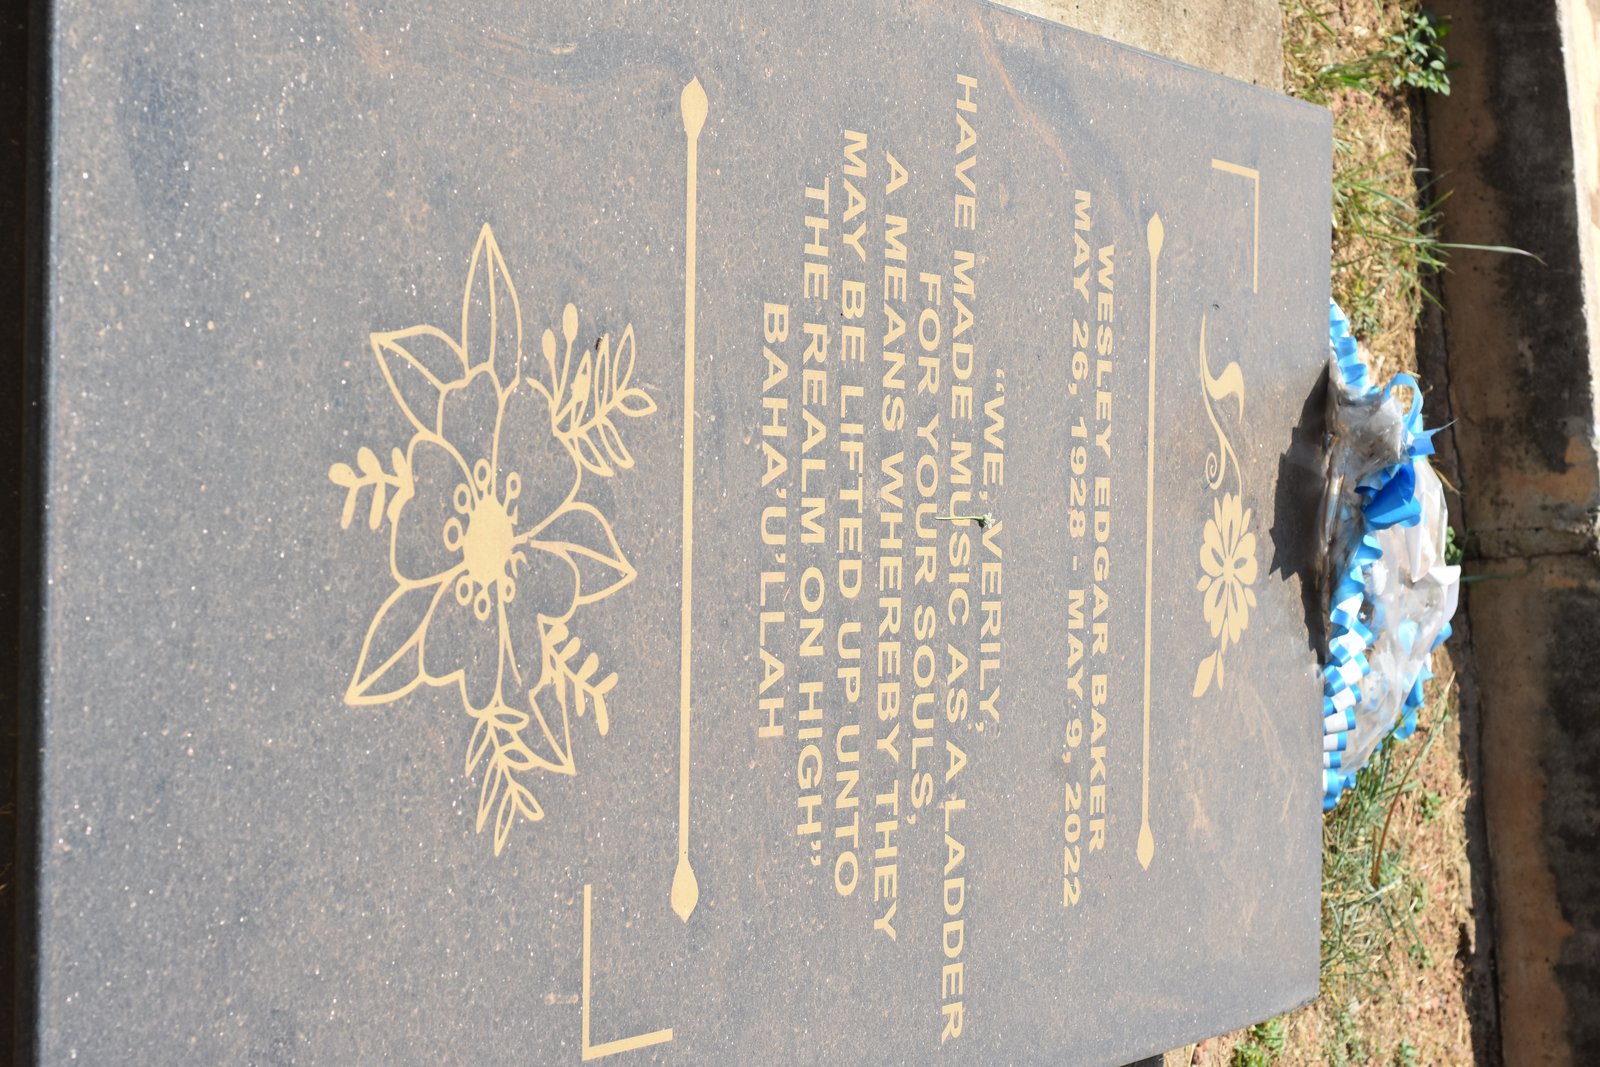 WESLEY EDGAR BAKER
MAY 26, 1928 - MAY 9, 2022
“WE, VERILY,
HAVE MADE MUSIC AS A LADDER
FOR YOUR SOULS,
A MEANS WHEREBY THEY
MAY BE LIFTED UP UNTO
THE REALM ON HIGH”
BAHA’U’LLAH